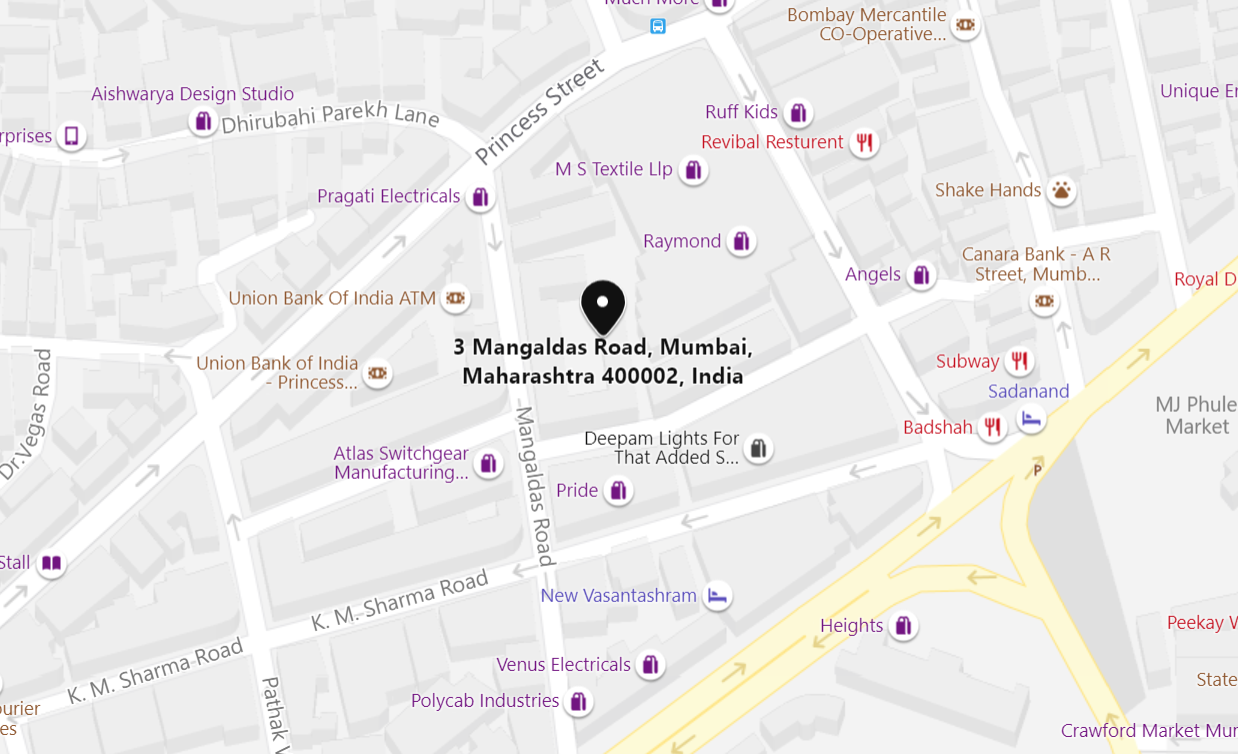 Much More
Bombay Mercantile
CO-Operative...
Aishwarya Design Studio
Unique
Princess Street
Ruff Kids
Dhirubahi Parekh Lane
rprises
Revibal Resturent
M S Textile Llp
Pragati Electricals
Shake Hands
Raymond
Canara Bank - A R
Street, Mumb...
Angels
Royal D
Union Bank Of India ATM
3 Mangaldas Road, Mumbai,
Maharashtra 400002, India
Union Bank of India
- Princess...
Subway
Sadanand
Dr.Vegas Road
MJ Phule
Market
Badshah
Mangaldas Road
Deepam Lights For
That Added S...
Atlas Switchgear
Manufacturing...
P
Pride
Stall
K. M. Sharma Road
New Vasantashram
Heights
Peekay
K. M. Sharma Road
Venus Electricals
State
Pathak
Polycab Industries
ourier
es
Crawford Market Mur